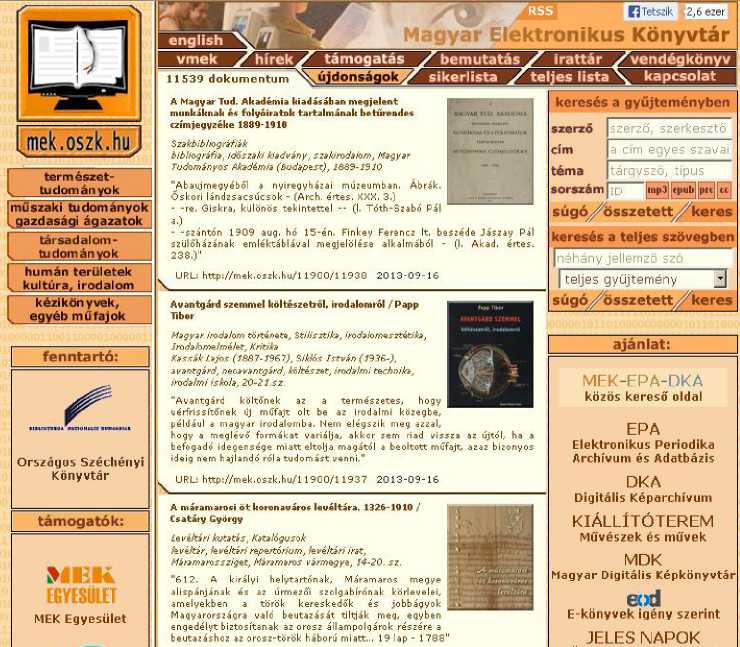 RSS
Tetszik
2,6 ezer
Magyar Elektronikus Könyvtár
english
vmek
hírek
támogatás
bemutatás
irattár
vendégkönyv
11539 dokumentum
újdonságok
sikerlista
teljes lista
kapcsolat
mek.oszk.hu
természet-
tudományok
műszaki tudományok
gazdasági ágazatok
társadalom-
tudományok
humán területek
kultúra, irodalom
kézikönyvek,
egyéb műfajok
fenntartó:
BIBLIOTHECA NATIONALIS HUNGARIAE
Országos Széchényi
Könyvtár
támogatók:
MEK
EGYESÜLET
MEK Egyesület
A Magyar Tud. Akadémia kiadásában megjelent
munkáknak és folyóiratok tartalmának betűrendes
czímjegyzéke 1889-1910
Szakbibliográfiák
bibliográfia, időszaki kiadvány, szakirodalom, Magyar
Tudományos Akadémia (budapest), 1889-1910
"Abaujmegyéből a nyiregyházai múzeumban. Ábrák.
Őskori lándzsacsúcsok - (Arch. értes. XXX. 3.)
- -re. Giskra, különös tekintettel -- (l. Tóth-Szabó Pál
a.)
- -szántón 1909 aug. hó 15-én. Finkey Ferencz lt. beszéde Jászay Pál
szülőházának emléktáblával megjelölése alkalmából - (l. Akad. értes.
238.)"
URL: http://mek.oszk.hu/11900/11938 2013-09-16
Avantgárd szemmel költészetről, irodalomról / Papp
Tibor
Magyar irodalom története, Stilisztika, irodalomesztétika,
Irodalomelmélet, Kritika
Kassák Lajos (1887-1967), Siklós István (1936-),
avantgárd, neoavantgárd, költészet, irodalmi technika,
irodalmi iskola, 20-21.sz.
"Avantgárd költőnek az a természetes, hogy
vérfrissítőnek új műfajt olt be az irodalmi közegbe,
például a magyar irodalomba. Nem elégszik meg azzal,
hogy a meglévő formákat variálja, akkor sem riad vissza az újtól, ha a
befogadó idegensége miatt eltolja magától a beoltott műfajt, azaz bizonyos
ideig nem hajlandó róla tudomást venni."
Papp Tibor
AVANTGÁRD SZEMMEL
költészetről, irodalomról
URL: http://mek.oszk.hu/11900/11937 2013-09-16
A máramarosi öt koronaváros levéltára. 1326-1910 /
Csatáry György
Levéltári kutatás, Katalógusok
levéltár, levéltári repertórium, levéltári irat,
Máramarossziget, Máramaros vármegye, 14-20. sz.
"612. A királyi helytartónak, Máramaros megye
alispánjának és az úrmezői szolgabírónak körlevelei,
amelyekben a török kereskedők és jobbágyok
Magyarországra való beutazását tiltják meg, egyben
engedélyt biztosítanak az orosz állampolgárok részére a
beutazáshoz az orosz-török háború miatt... 19 lap - 1788"
keresés a gyűjteményben
szerző
szerző, szerkesztő
cím
a cím egyes szavai
téma
tárgyszó, típus
sorszám
ID
mp3
epub
prc
cc
súgó
összetett
keres
keresés a teljes szövegben
néhány jellemző szó
teljes gyűjtemény
súgó
összetett
keres
ajánlat:
MEK-EPA-DKA
közös kereső oldal
EPA
Elektronikus Periodika
Archívum és Adatbázis
DKA
Digitális Képarchívum
KIÁLLÍTÓTEREM
Művészek és művek
MDK
Magyar Digitális Képkönyvtár
eod
E-könyvek igény szerint
JELES NAPOK